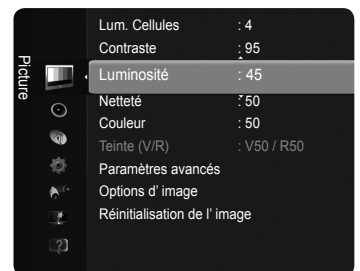 Picture
Lum. Cellules : 4
Contraste : 95
Luminosité : 45
Netteté : 50
Couleur : 50
Teinte (V/R) : V50 / R50
Paramètres avancés
Options d' image
Réinitialisation de l' image